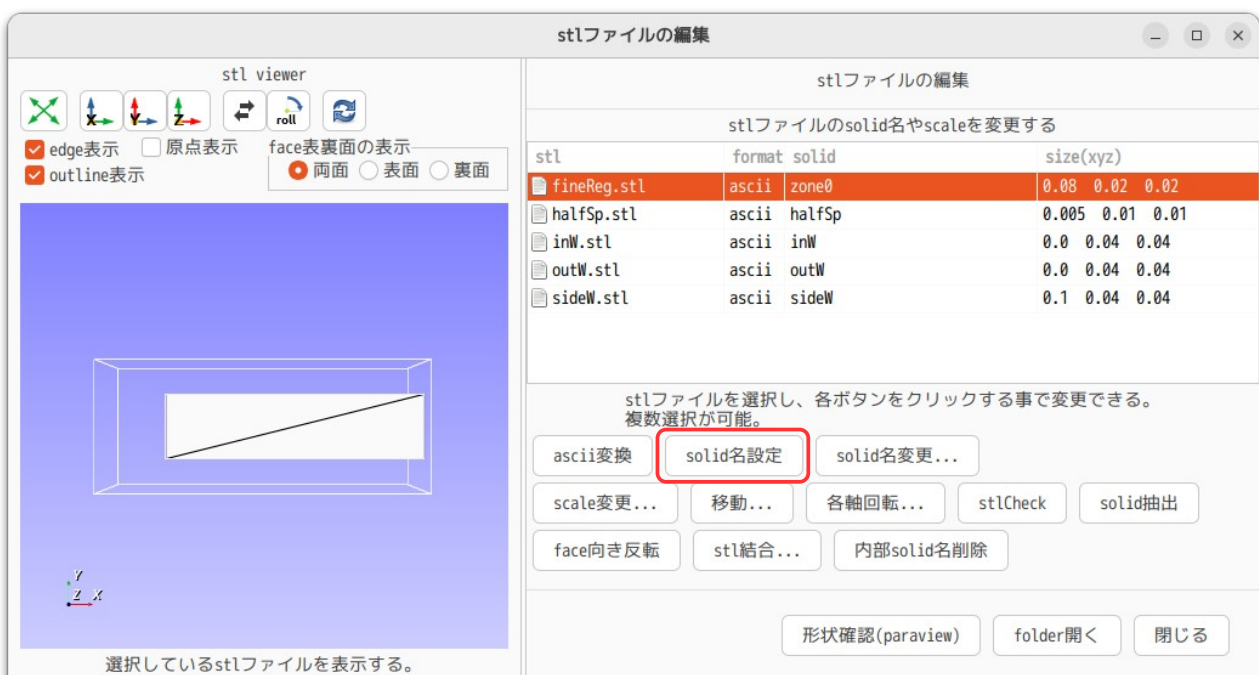 stlファイルの編集
stl viewer
X
Y
Z
roll
edge表示
原点表示
face表裏面の表示
outline表示
両面
表面
裏面
Y
Z X
選択しているstlファイルを表示する。
stlファイルの編集
stlファイルのsolid名やscaleを変更する
stl format solid size(xyz)
fineReg.stl ascii zone0 0.08 0.02 0.02
halfSp.stl ascii halfSp 0.005 0.01 0.01
inW.stl ascii inW 0.0 0.04 0.04
outW.stl ascii outW 0.0 0.04 0.04
sideW.stl ascii sideW 0.1 0.04 0.04
stlファイルを選択し、各ボタンをクリックする事で変更できる。
複数選択が可能。
ascii変換 solid名設定 solid名変更...
scale変更... 移動... 各軸回転... stlCheck solid抽出
face向き反転 stl結合... 内部solid名削除
形状確認(paraview) folder開く 閉じる